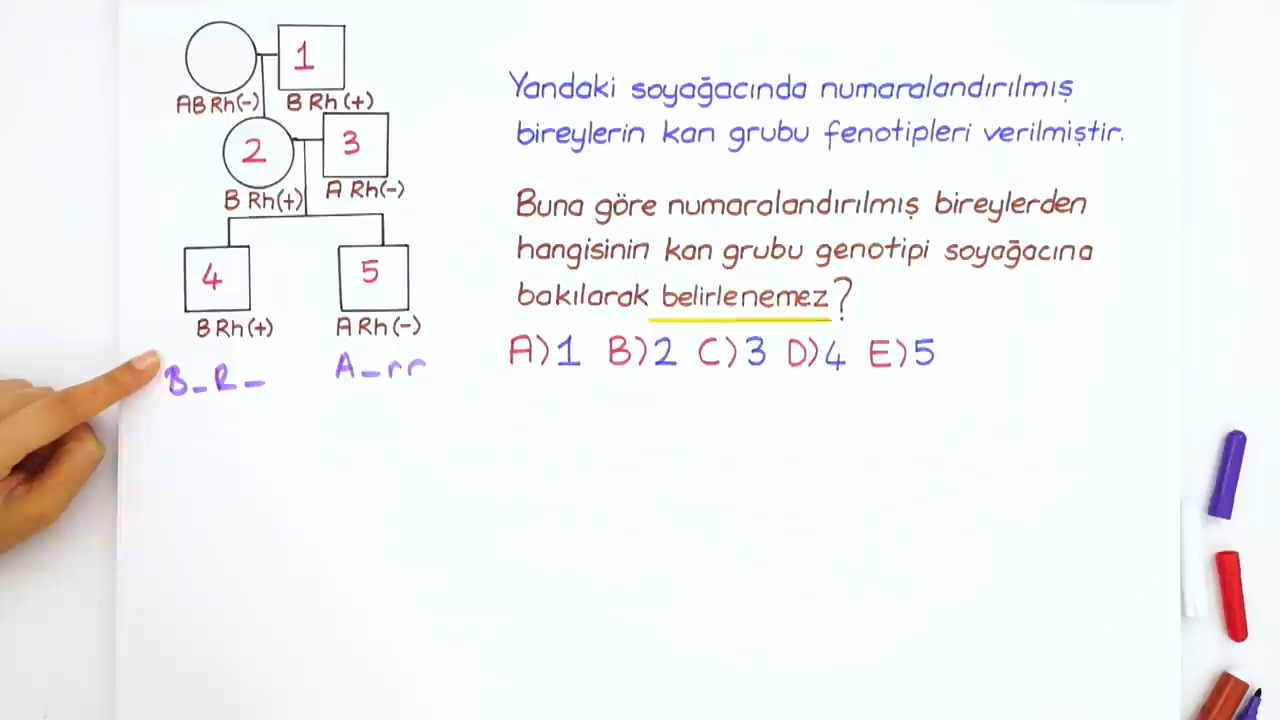 1
AB Rh(-) B Rh (+)
2 3
B Rh(+) A Rh(-)
4 5
B Rh(+) A Rh (-)
B_R_ A_rr
Yandaki soyağacında numaralandırılmış
bireylerin kan grubu fenotipleri verilmiştir.
Buna göre numaralandırılmış bireylerden
hangisinin kan grubu genotipi soyağacına
bakılarak belirlenemez?
A) 1 B) 2 C) 3 D) 4 E) 5